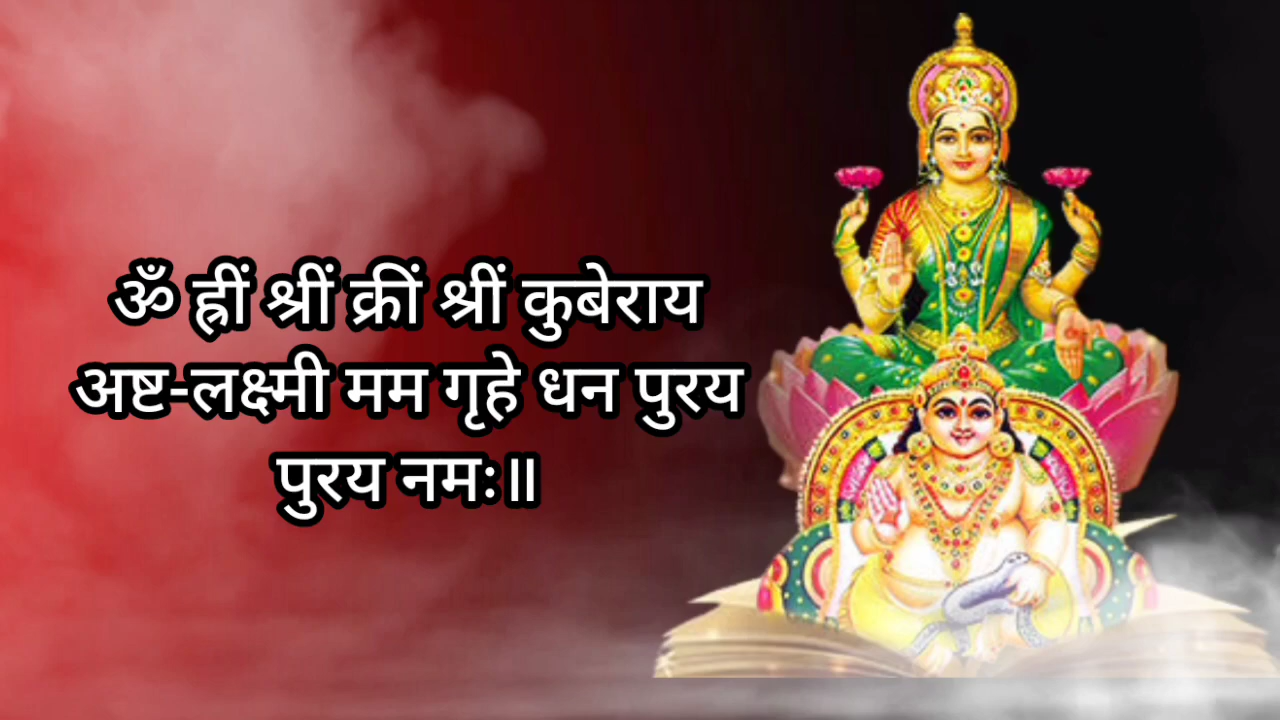 ॐ ह्रीं श्रीं क्रीं श्रीं कुबेराय
अष्ट-लक्ष्मी मम गृहे धन पुरय
पुरय नमः॥